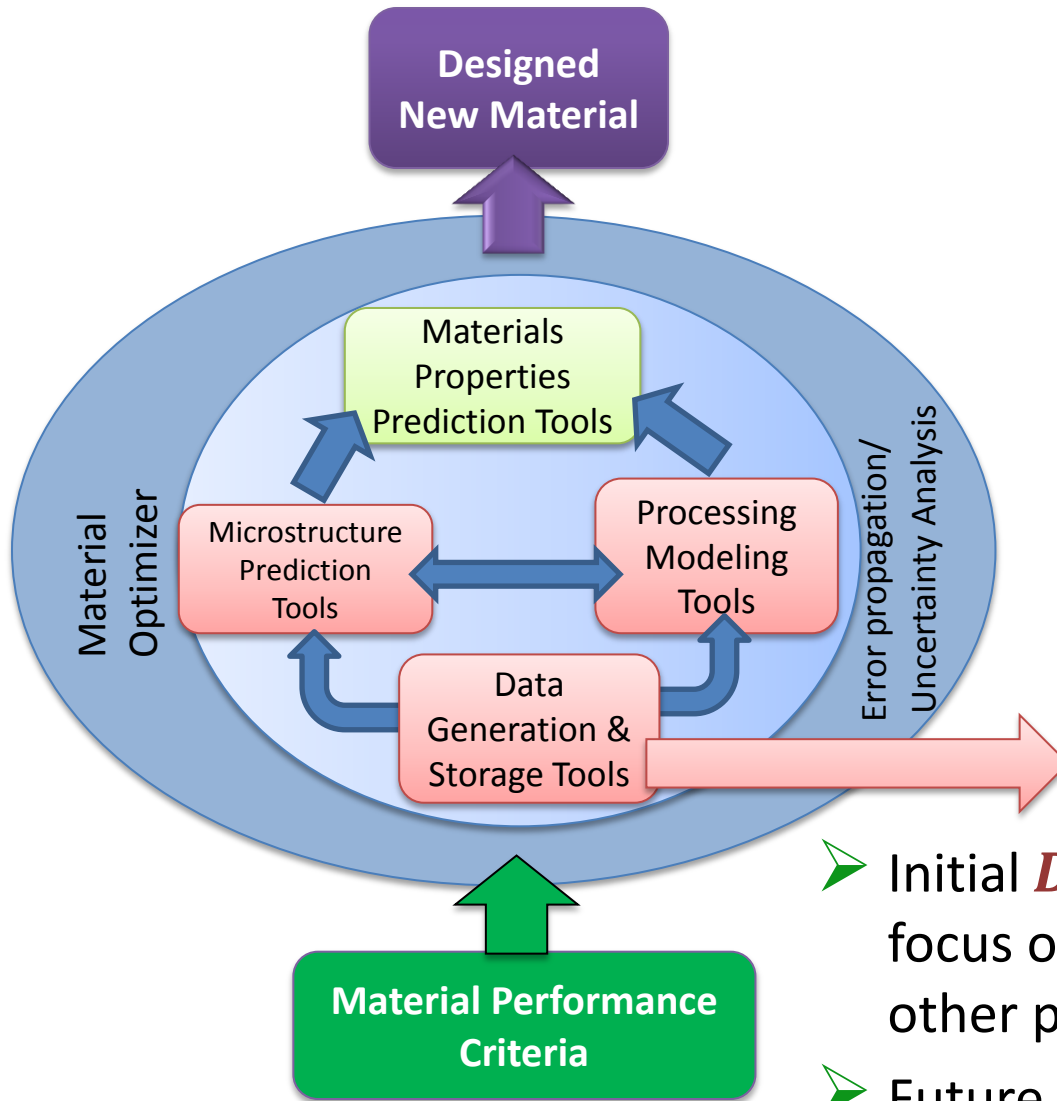 Designed
New Material
Materials
Properties
Prediction Tools
Material
Optimizer
Error propagation/
Uncertainty Analysis
Microstructure
Prediction
Tools
Processing
Modeling
Tools
Data
Generation &
Storage Tools
Material Performance
Criteria
Initial
focus
other
Future